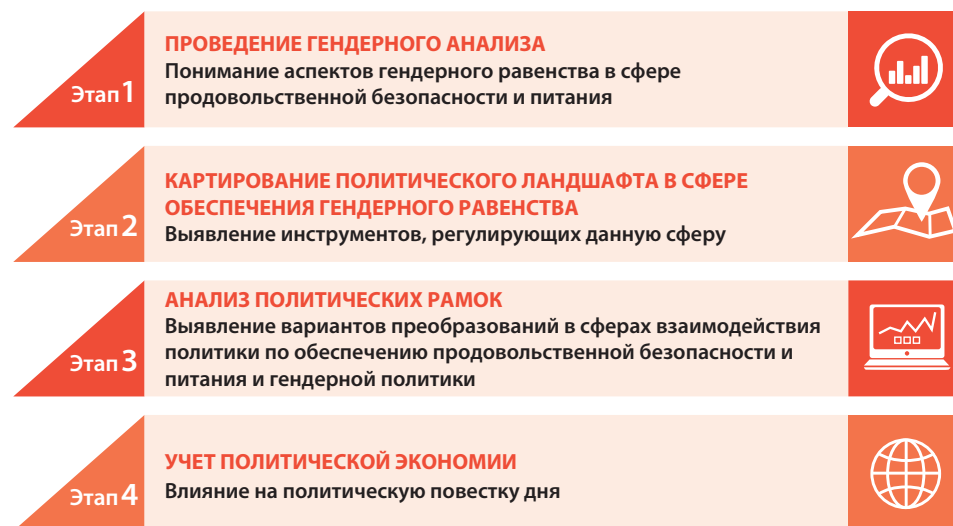 ПРОВЕДЕНИЕ ГЕНДЕРНОГО АНАЛИЗА
Понимание аспектов гендерного равенства в сфере
продовольственной безопасности и питания
Этап 1
КАРТИРОВАНИЕ ПОЛИТИЧЕСКОГО ЛАНДШАФТА В СФЕРЕ
ОБЕСПЕЧЕНИЯ ГЕНДЕРНОГО РАВЕНСТВА
Выявление инструментов, регулирующих данную сферу
Этап 2
АНАЛИЗ ПОЛИТИЧЕСКИХ РАМОК
Выявление вариантов преобразований в сферах взаимодействия
политики по обеспечению продовольственной безопасности и
питания и гендерной политики
Этап 3
УЧЕТ ПОЛИТИЧЕСКОЙ ЭКОНОМИИ
Влияние на политическую повестку дня
Этап 4